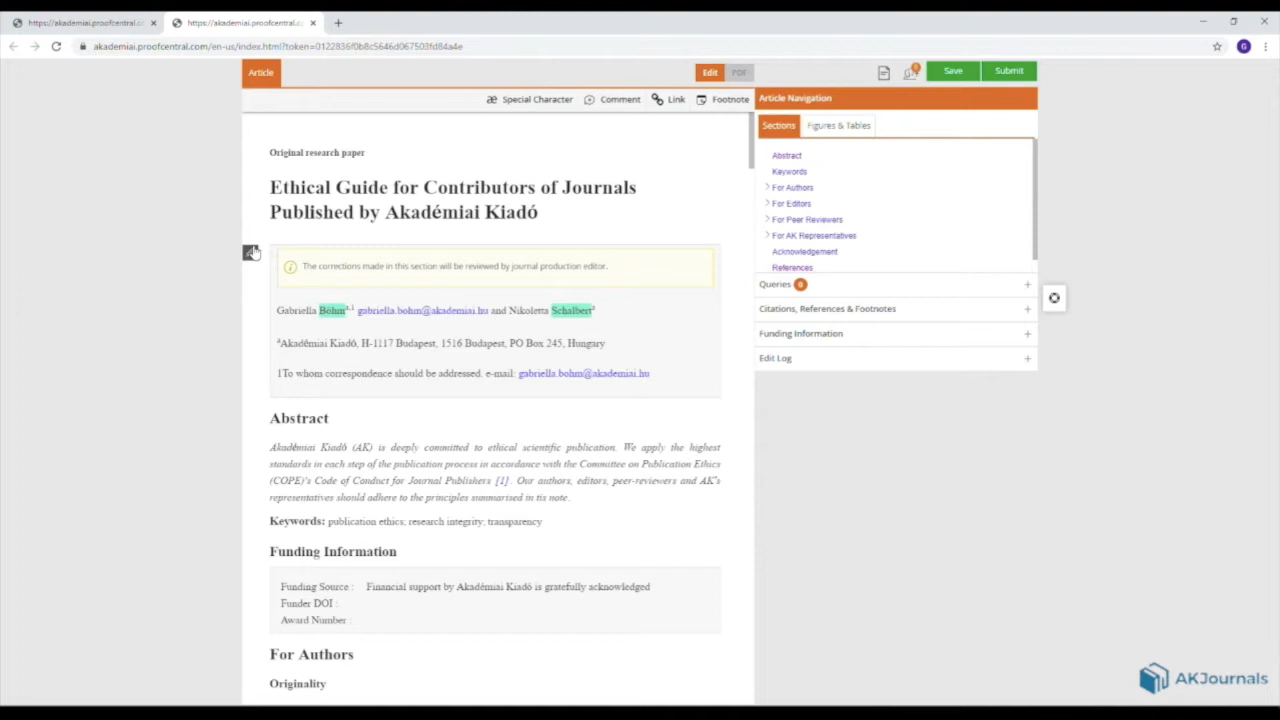 https://akademiai.proofcentral.co
https://akademiai.proofcentral.co
akademiai.proofcentral.com/en-us/index.html?token=0122836f0b8c5646d067503fd84a4e
G
Article
Edit
PDF
Save
Submit
æ Special Character
Comment
Link
Footnote
Article Navigation
Sections
Figures & Tables
Abstract
Keywords
For Authors
For Editors
For Peer Reviewers
For AK Representatives
Acknowledgement
References
Queries 0
Citations, References & Footnotes
Funding Information
Edit Log
Original research paper
Ethical Guide for Contributors of Journals
Published by Akadémiai Kiadó
The corrections made in this section will be reviewed by journal production editor.
Gabriella Böhm a,1 gabriella.bohm@akademiai.hu and Nikoletta Schalbert a
aAkadémiai Kiadó, H-1117 Budapest, 1516 Budapest, PO Box 245, Hungary
1To whom correspondence should be addressed. e-mail: gabriella.bohm@akademiai.hu
Abstract
Akadémiai Kiadó (AK) is deeply committed to ethical scientific publication. We apply the highest
standards in each step of the publication process in accordance with the Committee on Publication Ethics
(COPE)'s Code of Conduct for Journal Publishers [1]. Our authors, editors, peer-reviewers and AK's
representatives should adhere to the principles summarised in tis note.
Keywords: publication ethics, research integrity, transparency
Funding Information
Funding Source : Financial support by Akadémiai Kiadó is gratefully acknowledged
Funder DOI :
Award Number :
For Authors
Originality
AKJournals